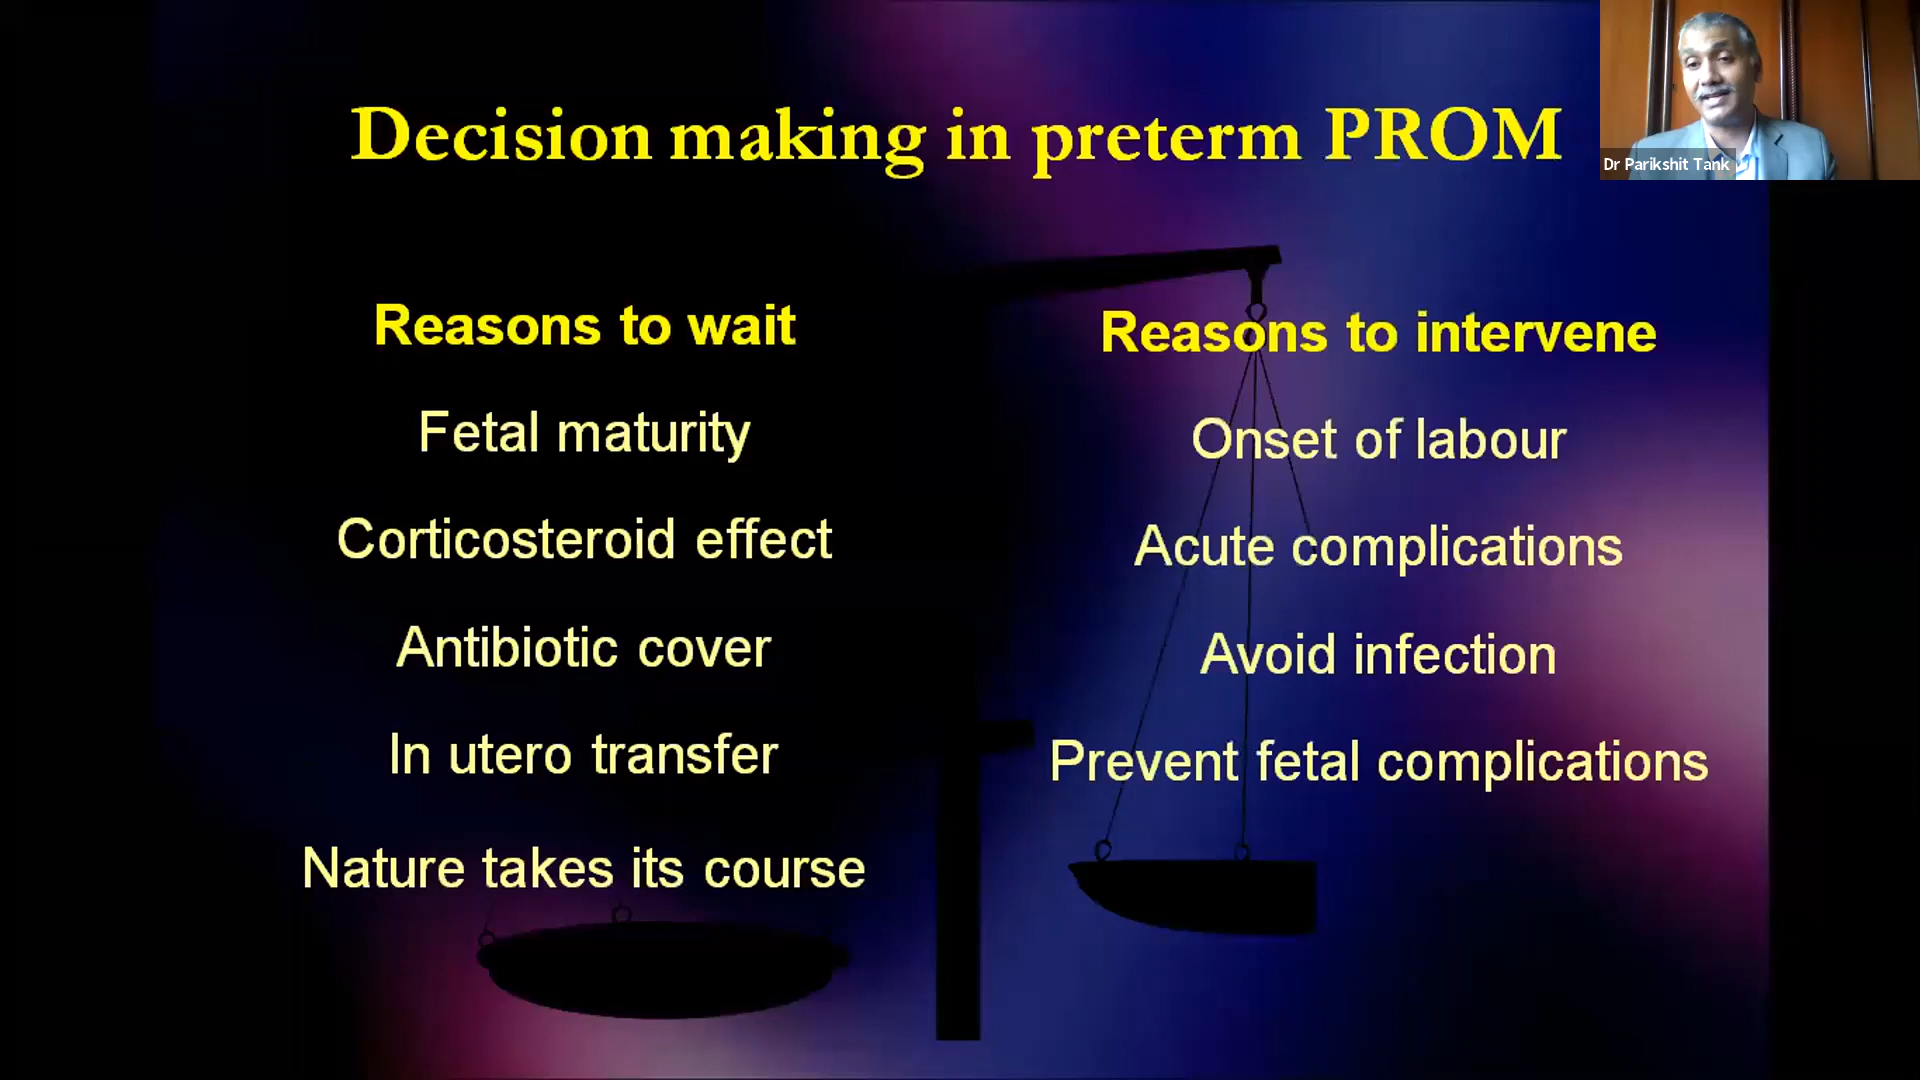 Decision making in preterm PROM
Dr Parikshit Tank
Reasons to wait
Fetal maturity
Corticosteroid effect
Antibiotic cover
In utero transfer
Nature takes its course
Reasons to intervene
Onset of labour
Acute complications
Avoid infection
Prevent fetal complications